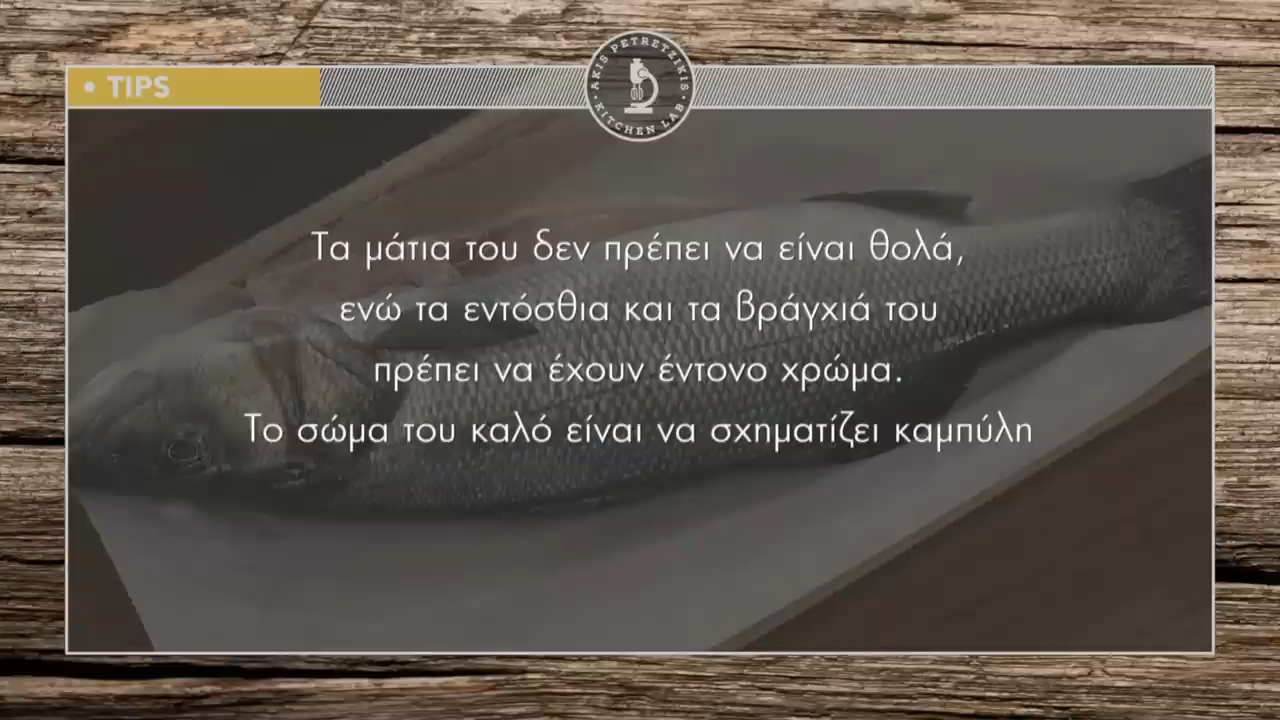 • TIPS
AKIS PETRETZIKIS
• KITCHEN LAB •
Τα μάτια του δεν πρέπει να είναι θολά,
ενώ τα εντόσθια και τα βράγχιά του
πρέπει να έχουν έντονο χρώμα.
Το σώμα του καλό είναι να σχηματίζει καμπύλη